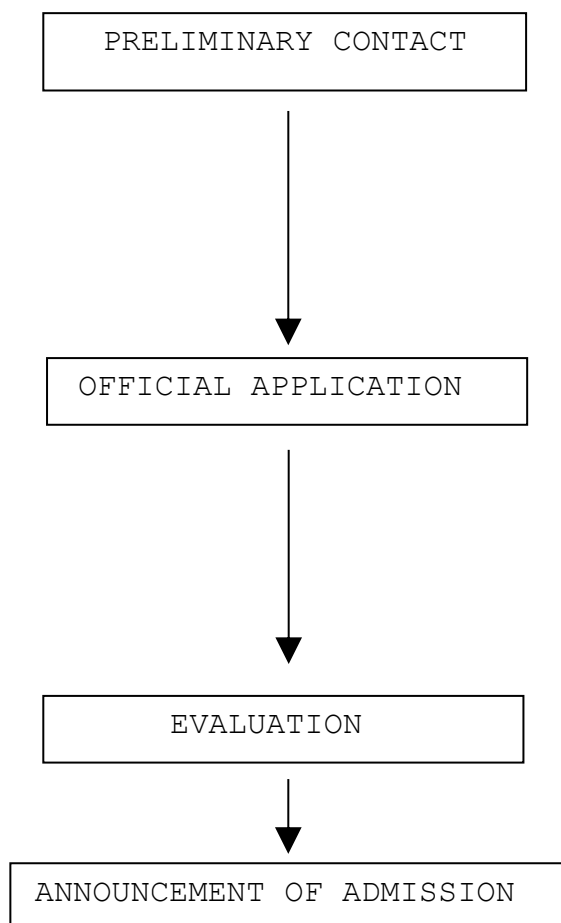 PRELIMINARY CONTACT
OFFICIAL APPLICATION
EVALUATION
ANNOUNCEMENT OF ADMISSION